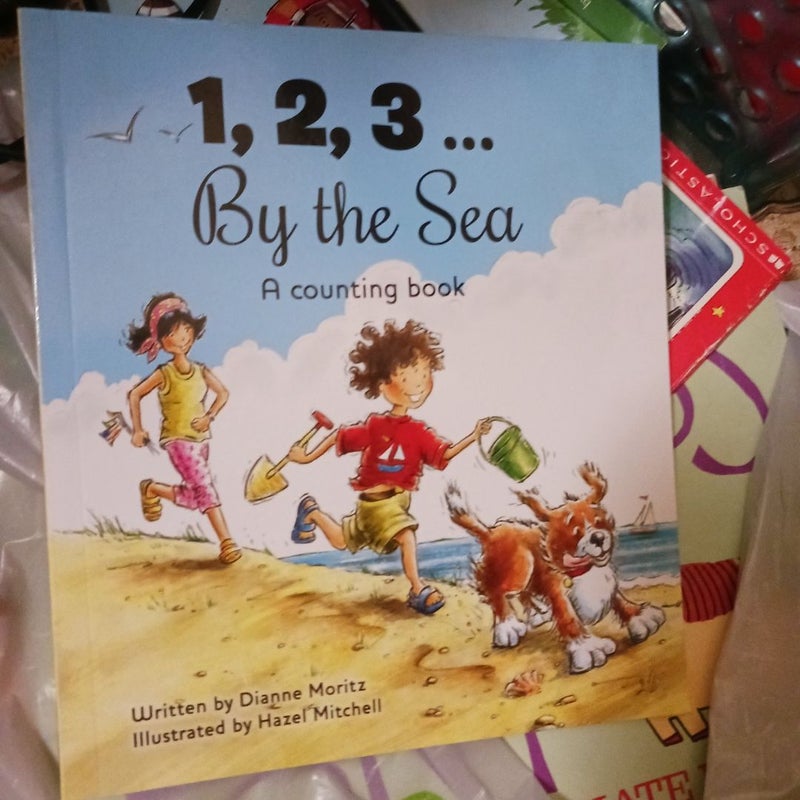 1, 2, 3 ...
By the Sea
A counting book
Written by Dianne Moritz
Illustrated by Hazel Mitchell
SCHOLASTIC